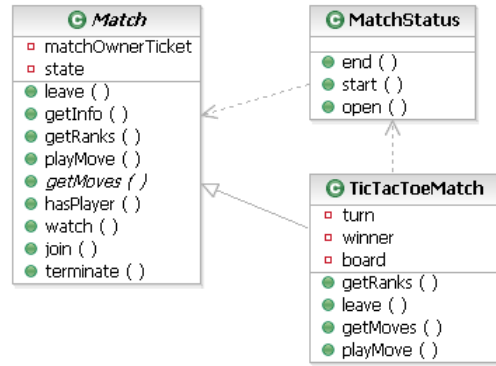 Match
matchOwnerTicket
state
leave ( )
getInfo ( )
getRanks ( )
playMove ( )
getMoves ( )
hasPlayer ( )
watch ( )
join ( )
terminate ( )
MatchStatus
end ( )
start ( )
open ( )
TicTacToeMatch
turn
winner
board
getRanks ( )
leave ( )
getMoves ( )
playMove ( )